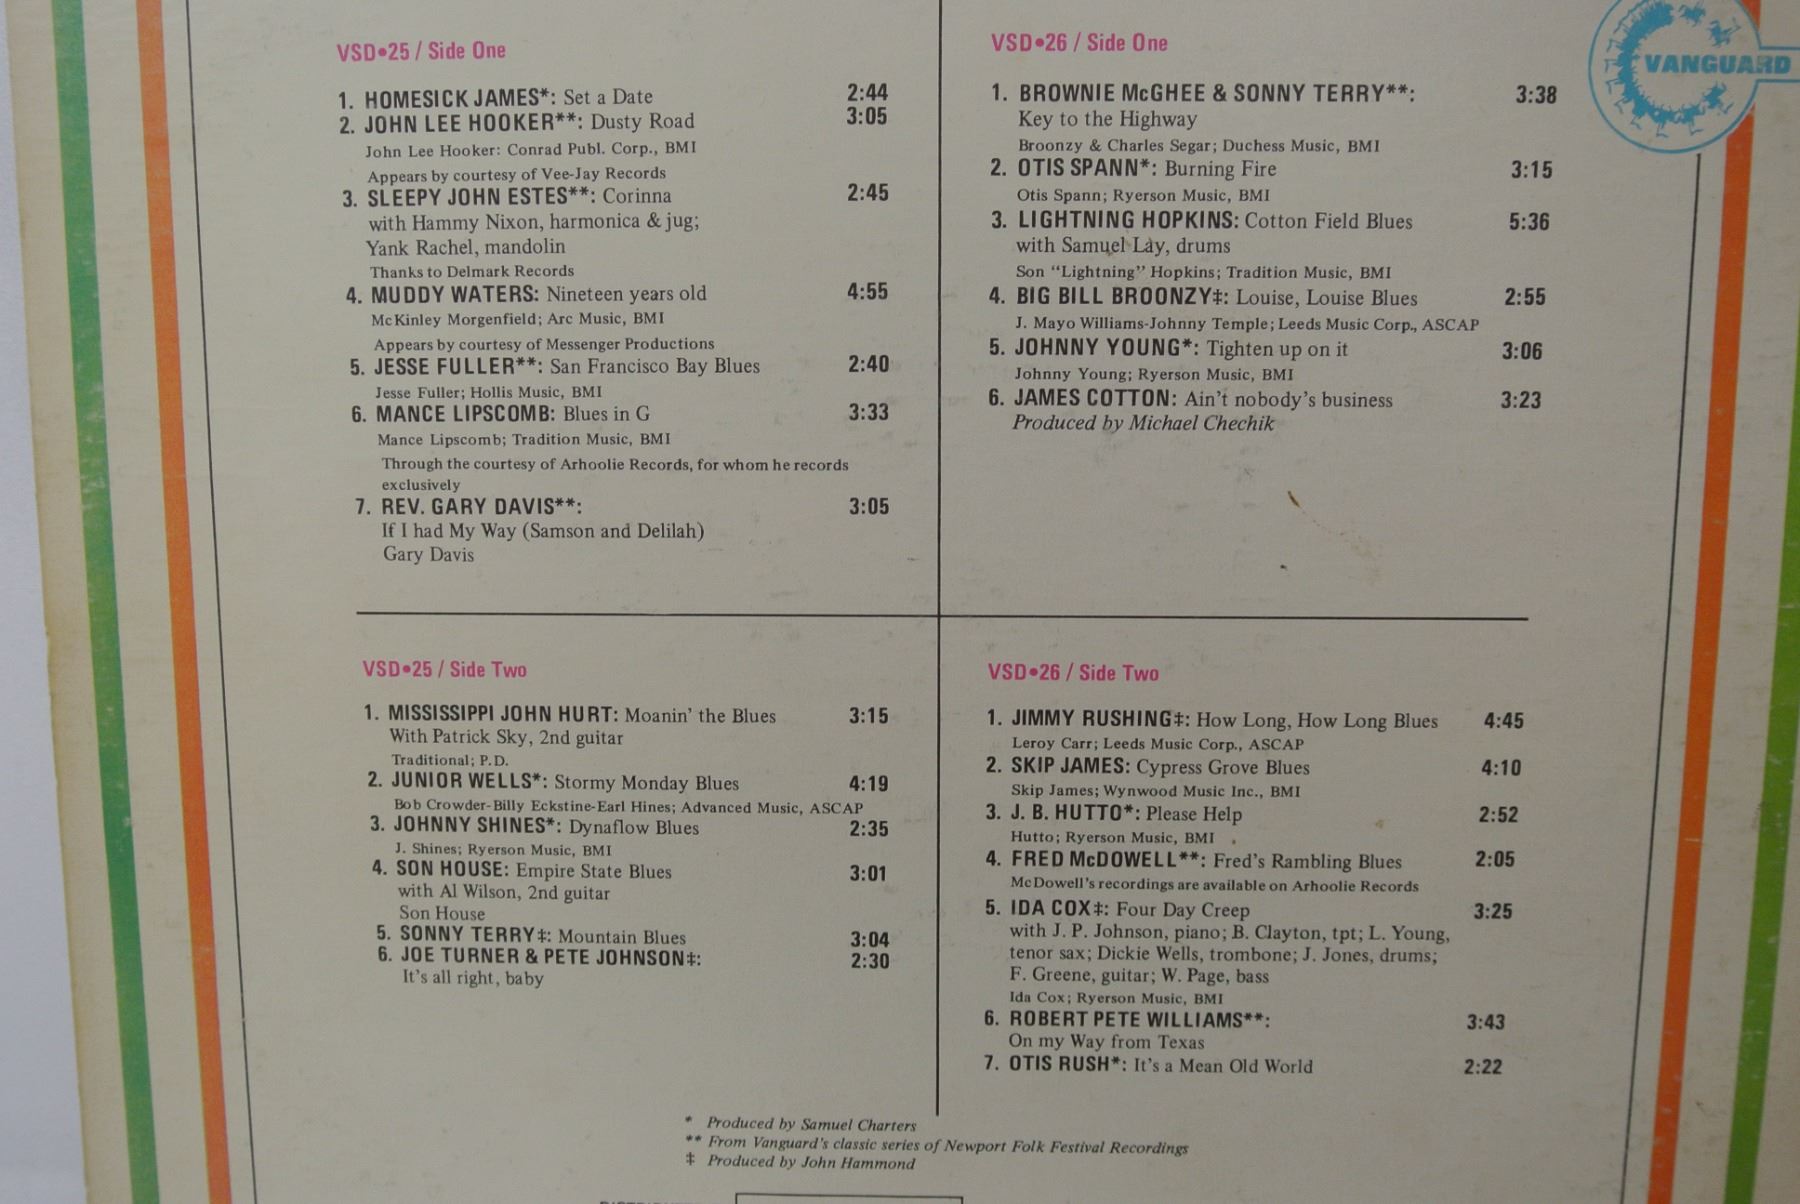 VSD•25 / Side One
1. HOMESICK JAMES*: Set a Date 2:44
2. JOHN LEE HOOKER**: Dusty Road 3:05
John Lee Hooker: Conrad Publ. Corp., BMI
Appears by courtesy of Vee-Jay Records
3. SLEEPY JOHN ESTES**: Corinna 2:45
with Hammy Nixon, harmonica & jug;
Yank Rachel, mandolin
Thanks to Delmark Records
4. MUDDY WATERS: Nineteen years old 4:55
McKinley Morgenfield; Arc Music, BMI
Appears by courtesy of Messenger Productions
5. JESSE FULLER**: San Francisco Bay Blues 2:40
Jesse Fuller; Hollis Music, BMI
6. MANCE LIPSCOMB: Blues in G 3:33
Mance Lipscomb; Tradition Music, BMI
Through the courtesy of Arhoolie Records, for whom he records
exclusively
7. REV. GARY DAVIS**: 3:05
If I had My Way (Samson and Delilah)
Gary Davis
VSD•26 / Side One
1. BROWNIE McGHEE & SONNY TERRY**: 3:38
Key to the Highway
Broonzy & Charles Segar; Duchess Music, BMI
2. OTIS SPANN*: Burning Fire 3:15
Otis Spann; Ryerson Music, BMI
3. LIGHTNING HOPKINS: Cotton Field Blues 5:36
with Samuel Lay, drums
Son "Lightning" Hopkins; Tradition Music, BMI
4. BIG BILL BROONZY‡: Louise, Louise Blues 2:55
J. Mayo Williams-Johnny Temple; Leeds Music Corp., ASCAP
5. JOHNNY YOUNG*: Tighten up on it 3:06
Johnny Young; Ryerson Music, BMI
6. JAMES COTTON: Ain't nobody's business 3:23
Produced by Michael Chechik
VANGUARD
VSD•25 / Side Two
1. MISSISSIPPI JOHN HURT: Moanin' the Blues 3:15
With Patrick Sky, 2nd guitar
Traditional; P.D.
2. JUNIOR WELLS*: Stormy Monday Blues 4:19
Bob Crowder-Billy Eckstine-Earl Hines; Advanced Music, ASCAP
3. JOHNNY SHINES*: Dynaflow Blues 2:35
J. Shines; Ryerson Music, BMI
4. SON HOUSE: Empire State Blues 3:01
with Al Wilson, 2nd guitar
Son House
5. SONNY TERRY‡: Mountain Blues 3:04
6. JOE TURNER & PETE JOHNSON‡: 2:30
It's all right, baby
VSD•26 / Side Two
1. JIMMY RUSHING‡: How Long, How Long Blues 4:45
Leroy Carr; Leeds Music Corp., ASCAP
2. SKIP JAMES: Cypress Grove Blues 4:10
Skip James; Wynwood Music Inc., BMI
3. J. B. HUTTO*: Please Help 2:52
Hutto; Ryerson Music, BMI
4. FRED McDOWELL**: Fred's Rambling Blues 2:05
McDowell's recordings are available on Arhoolie Records
5. IDA COX‡: Four Day Creep 3:25
with J. P. Johnson, piano; B. Clayton, tpt; L. Young,
tenor sax; Dickie Wells, trombone; J. Jones, drums;
F. Greene, guitar; W. Page, bass
Ida Cox; Ryerson Music, BMI
6. ROBERT PETE WILLIAMS**: 3:43
On my Way from Texas
7. OTIS RUSH*: It's a Mean Old World 2:22
* Produced by Samuel Charters
** From Vanguard's classic series of Newport Folk Festival Recordings
‡ Produced by John Hammond